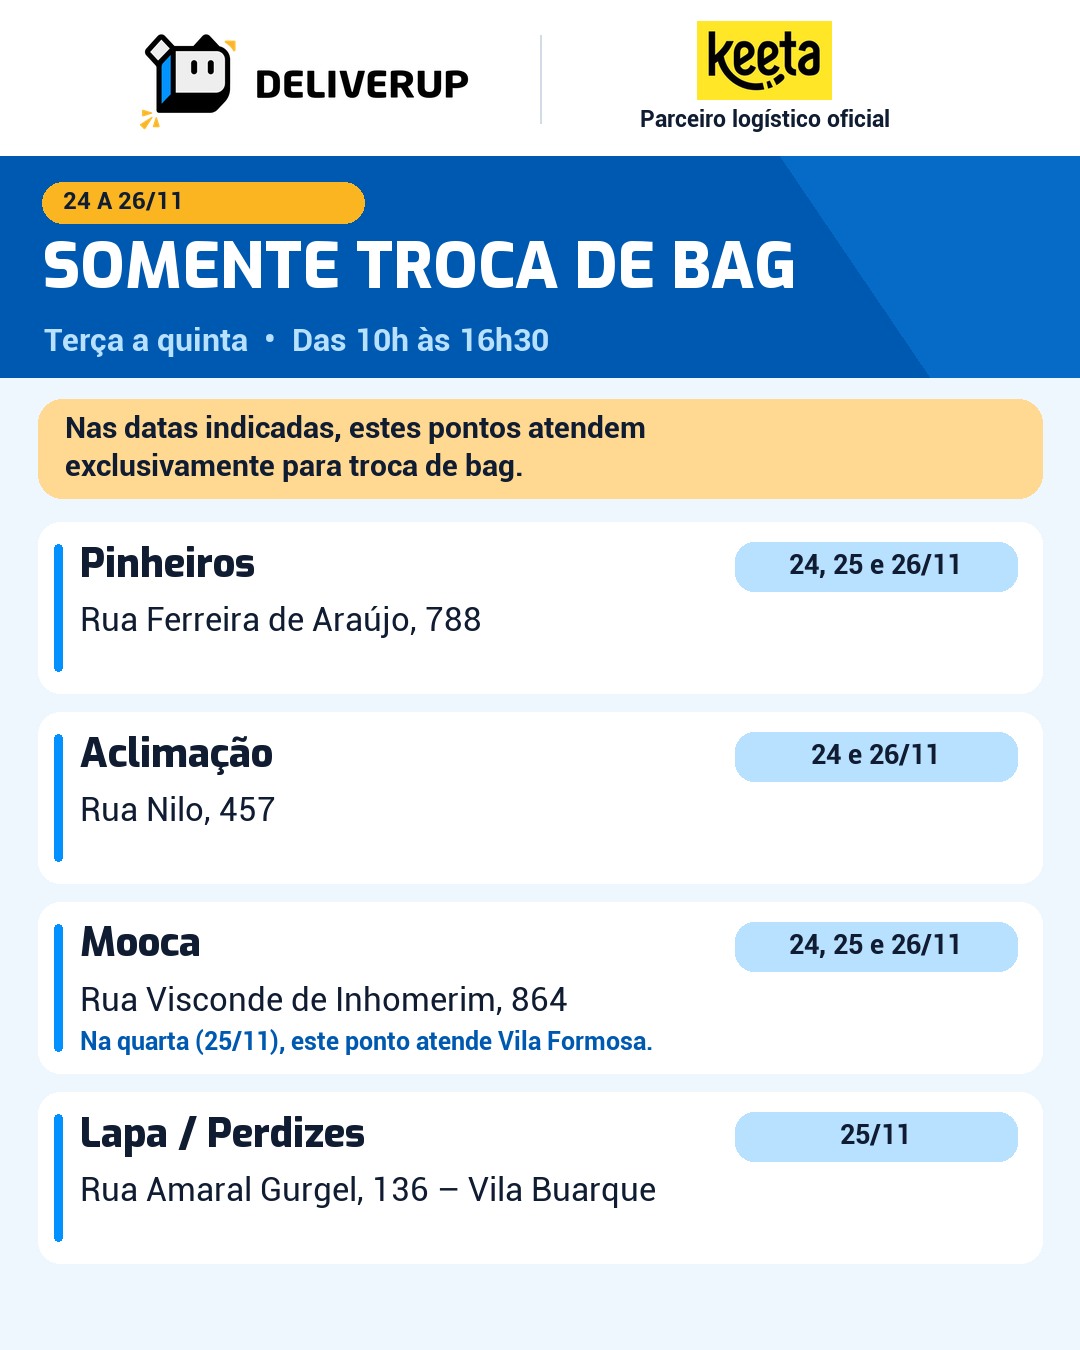 DELIVERUP
keeta
Parceiro logístico oficial
24 A 26/11
SOMENTE TROCA DE BAG
Terça a quinta • Das 10h às 16h30
Nas datas indicadas, estes pontos atendem
exclusivamente para troca de bag.
Pinheiros
24, 25 e 26/11
Rua Ferreira de Araújo, 788
Aclimação
24 e 26/11
Rua Nilo, 457
Mooca
24, 25 e 26/11
Rua Visconde de Inhomerim, 864
Na quarta (25/11), este ponto atende Vila Formosa.
Lapa / Perdizes
25/11
Rua Amaral Gurgel, 136 – Vila Buarque